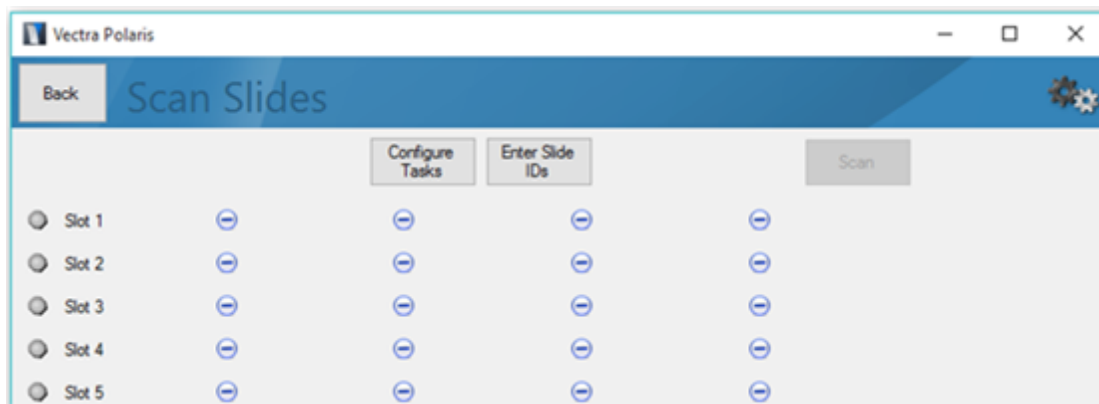 Vectra Polaris
Back
Scan Slides
Configure
Tasks
Enter Slide
IDs
Scan
Slot 1
Slot 2
Slot 3
Slot 4
Slot 5